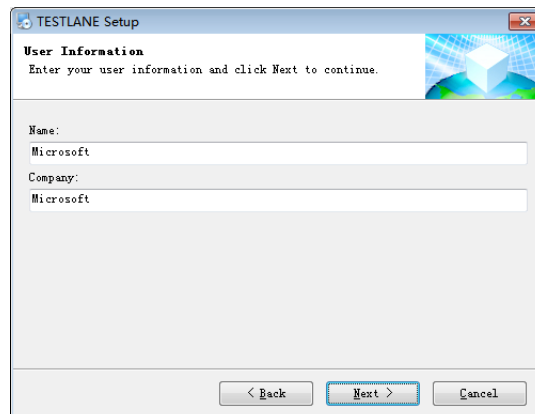 TESTLANE Setup
User Information
Enter your user information and click Next to continue.
Name:
Microsoft
Company:
Microsoft
< Back
Next >
Cancel